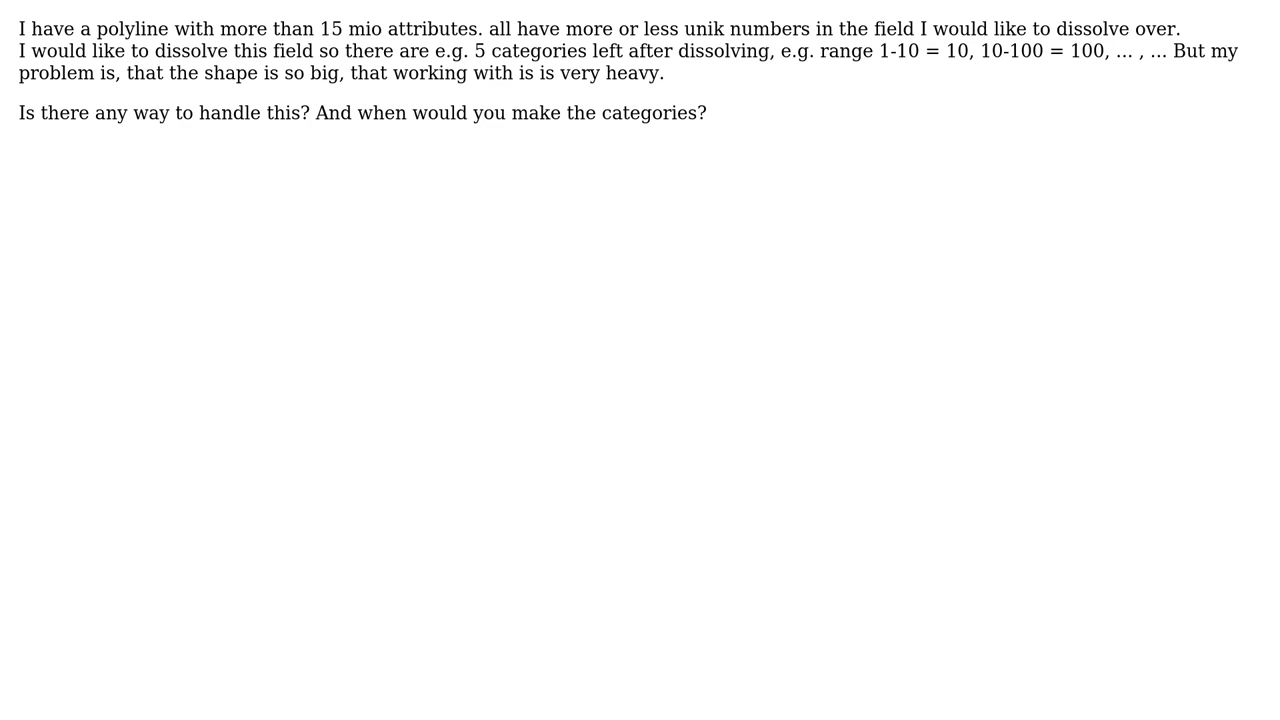 I have a polyline with more than 15 mio attributes. all have more or less unik numbers in the field I would like to dissolve over.
I would like to dissolve this field so there are e.g. 5 categories left after dissolving, e.g. range 1-10 = 10, 10-100 = 100, ... , ... But my
problem is, that the shape is so big, that working with is is very heavy.
Is there any way to handle this? And when would you make the categories?